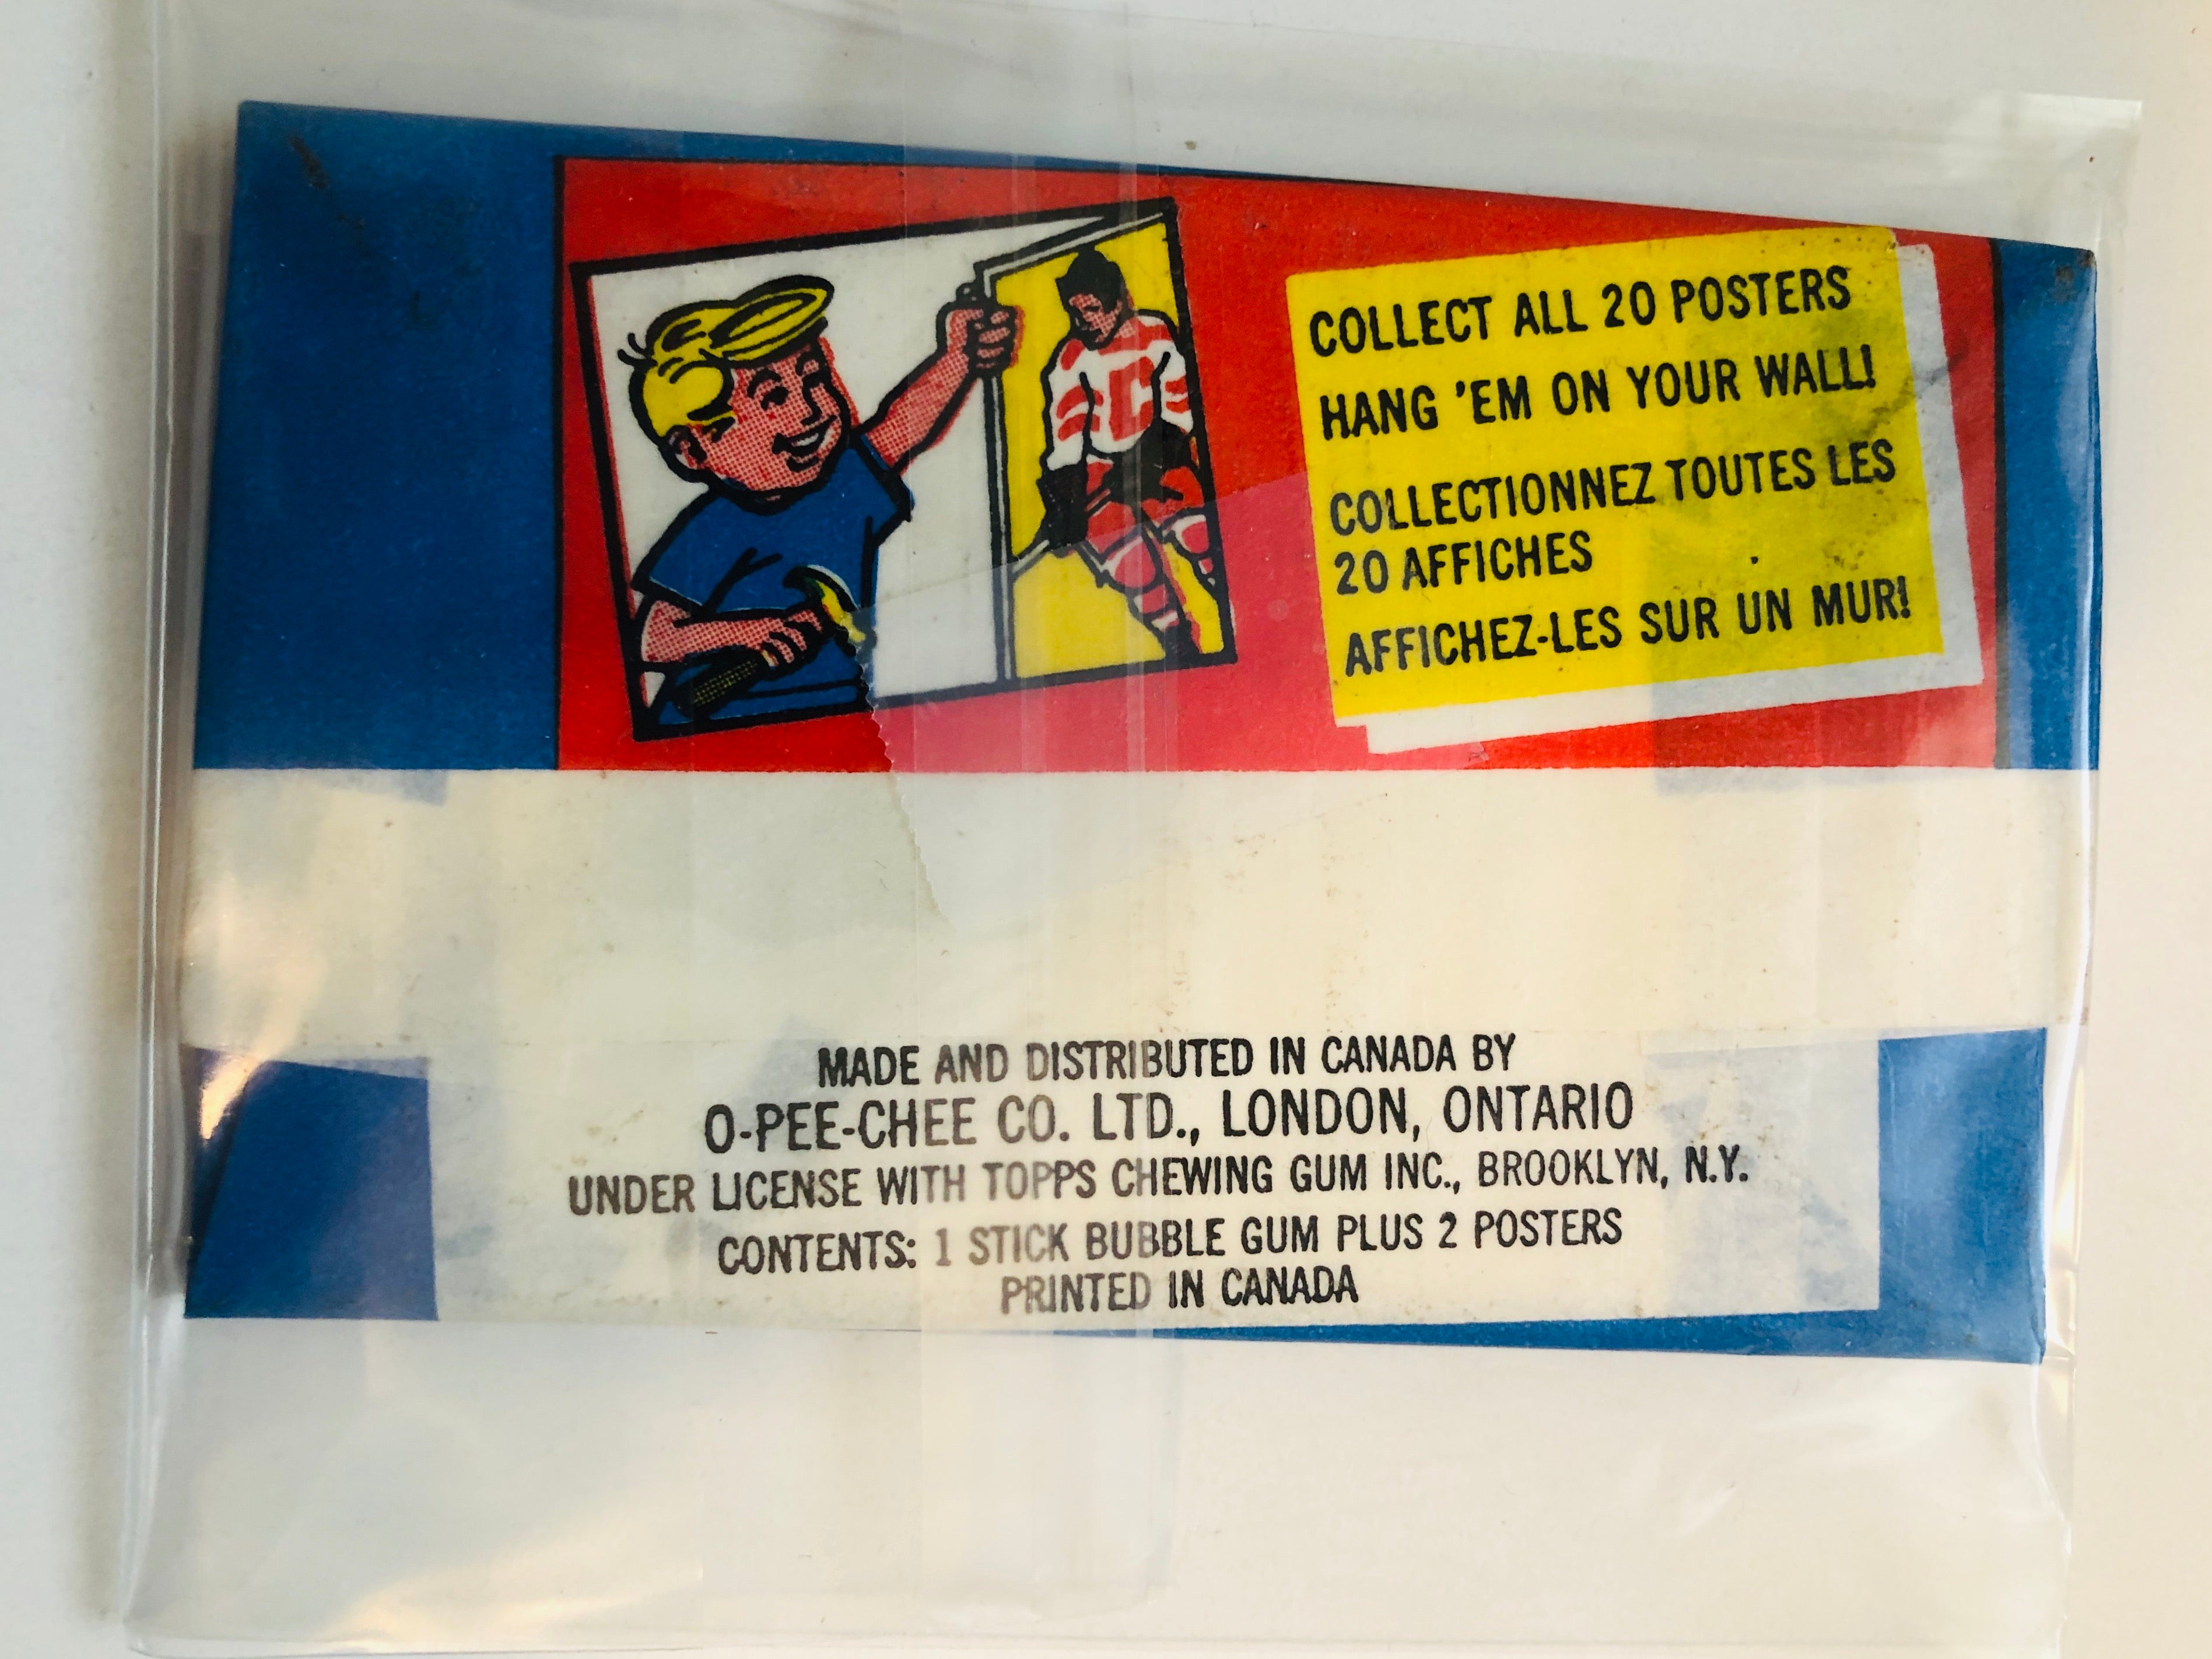 COLLECT ALL 20 POSTERS
HANG 'EM ON YOUR WALL!
COLLECTIONNEZ TOUTES LES
20 AFFICHES
AFFICHEZ-LES SUR UN MUR!
MADE AND DISTRIBUTED IN CANADA BY
O-PEE-CHEE CO. LTD., LONDON, ONTARIO
UNDER LICENSE WITH TOPPS CHEWING GUM INC., BROOKLYN, N.Y.
CONTENTS: 1 STICK BUBBLE GUM PLUS 2 POSTERS
PRINTED IN CANADA